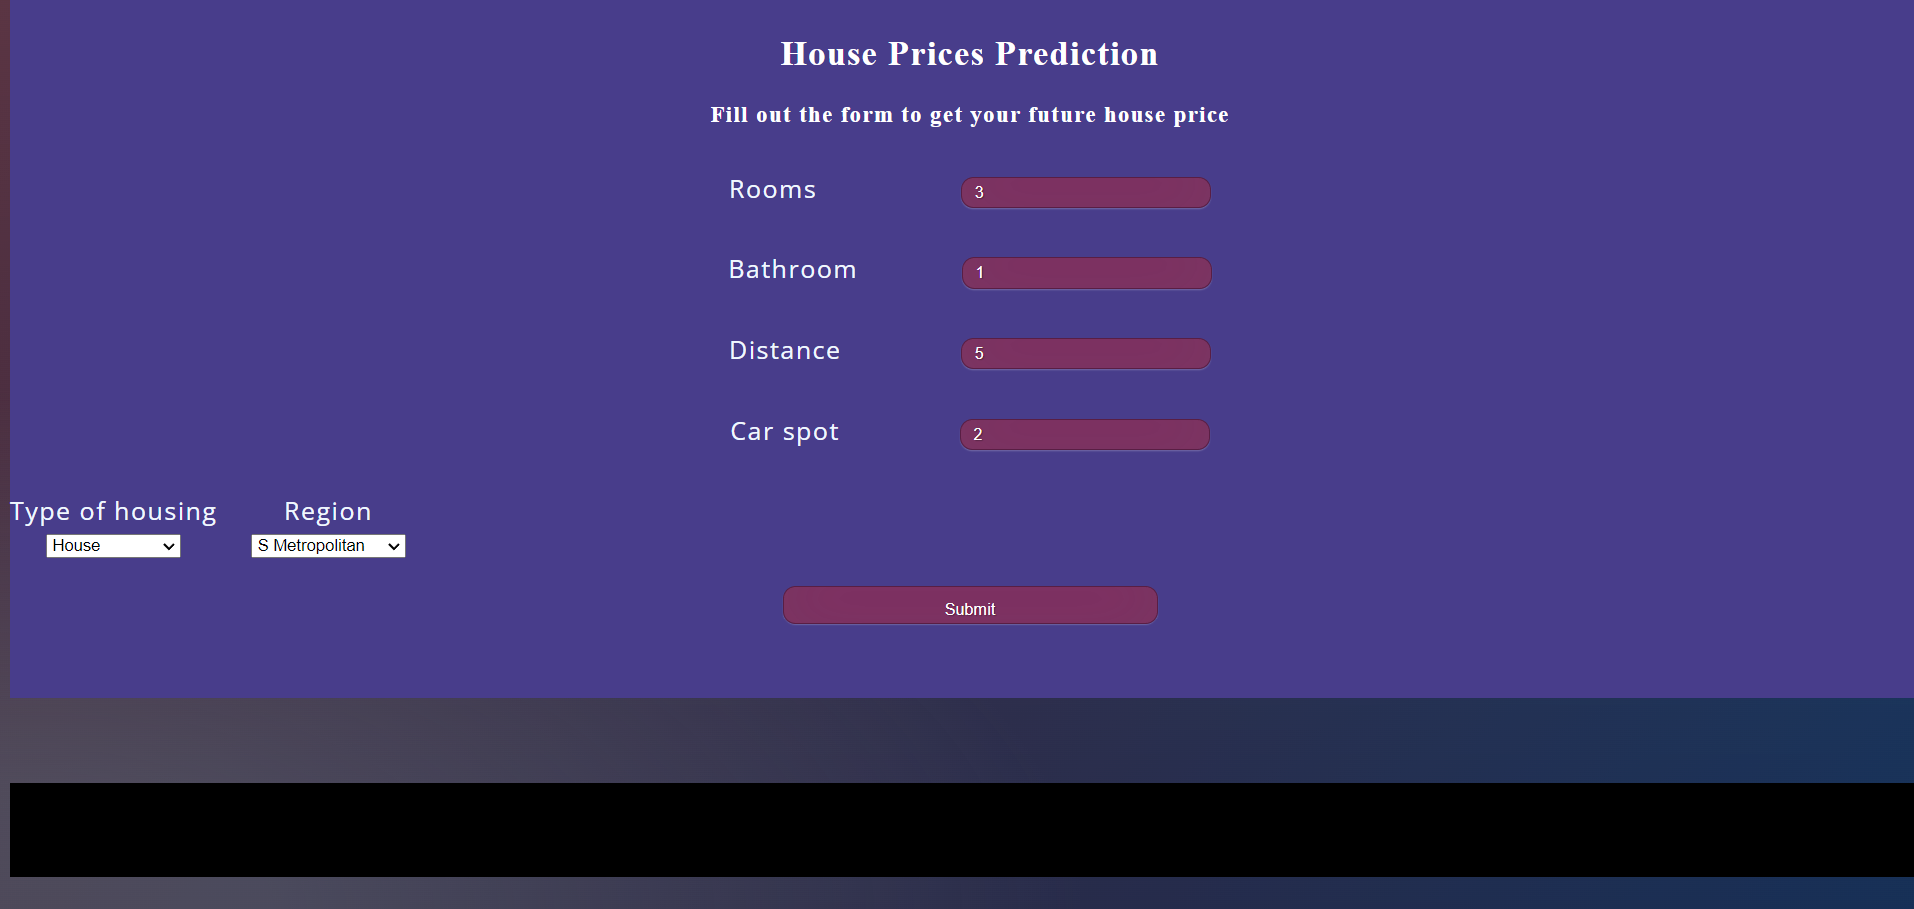 House Prices Prediction
Fill out the form to get your future house price
Rooms 3
Bathroom 1
Distance 5
Car spot 2
Type of housing Region
House S Metropolitan
Submit